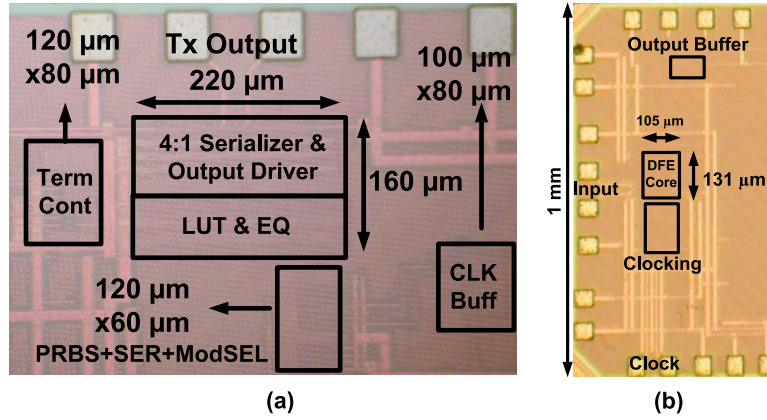 120 µm
x80 µm
Tx Output
220 µm
100 µm
x80 µm
4:1 Serializer &
Output Driver
160 µm
Term
Cont
LUT & EQ
120 µm
x60 µm
PRBS+SER+ModSEL
CLK
Buff
(a)
Output Buffer
1 mm
105 µm
DFE
Core
131 µm
Input
Clocking
Clock
(b)